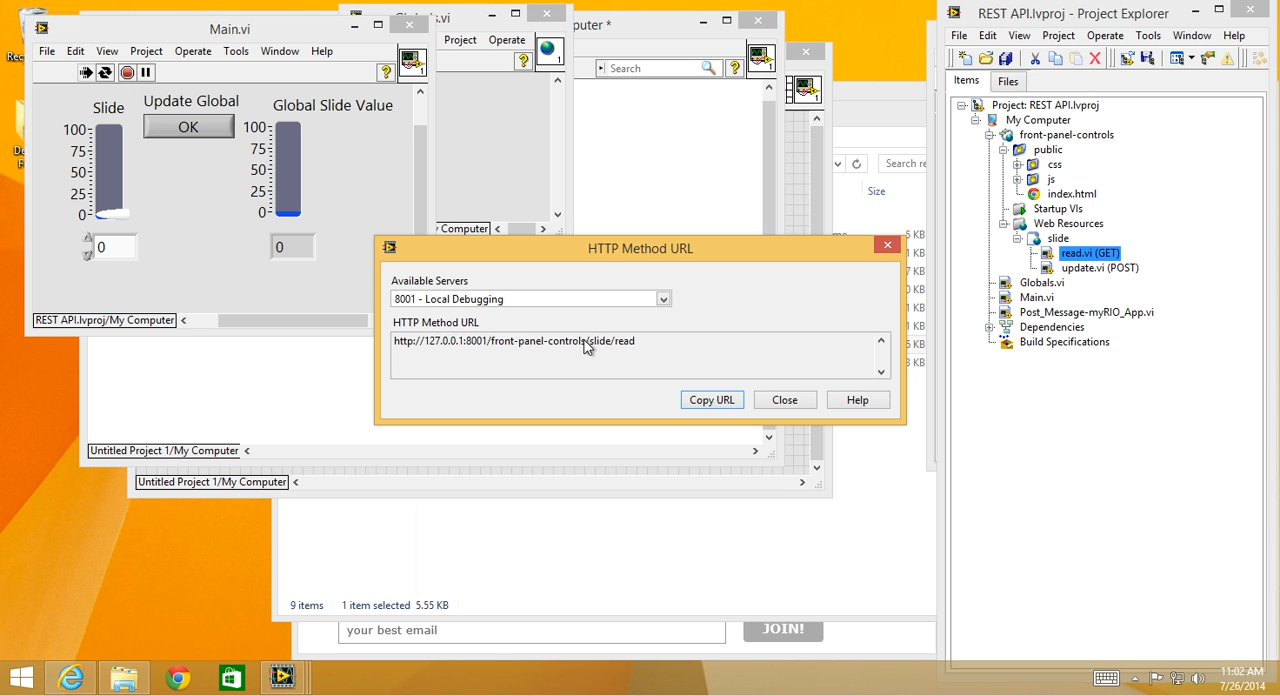 Main.vi
File Edit View Project Operate Tools Window Help
Slide
Update Global
OK
Global Slide Value
100
75
50
25
0
0
100
75
50
25
0
0
REST API.lvproj/My Computer
Project Operate
Search
Search re
Size
My Computer
HTTP Method URL
Available Servers
8001 - Local Debugging
HTTP Method URL
http://127.0.0.1:8001/front-panel-controls/slide/read
Copy URL Close Help
Untitled Project 1/My Computer
Untitled Project 1/My Computer
9 items 1 item selected 5.55 KB
your best email
JOIN!
REST API.lvproj - Project Explorer
File Edit View Project Operate Tools Window Help
Items Files
Project: REST API.lvproj
My Computer
front-panel-controls
public
css
js
index.html
Startup VIs
Web Resources
slide
read.vi (GET)
update.vi (POST)
Globals.vi
Main.vi
Post_Message-myRIO_App.vi
Dependencies
Build Specifications
11:02 AM
7/26/2014